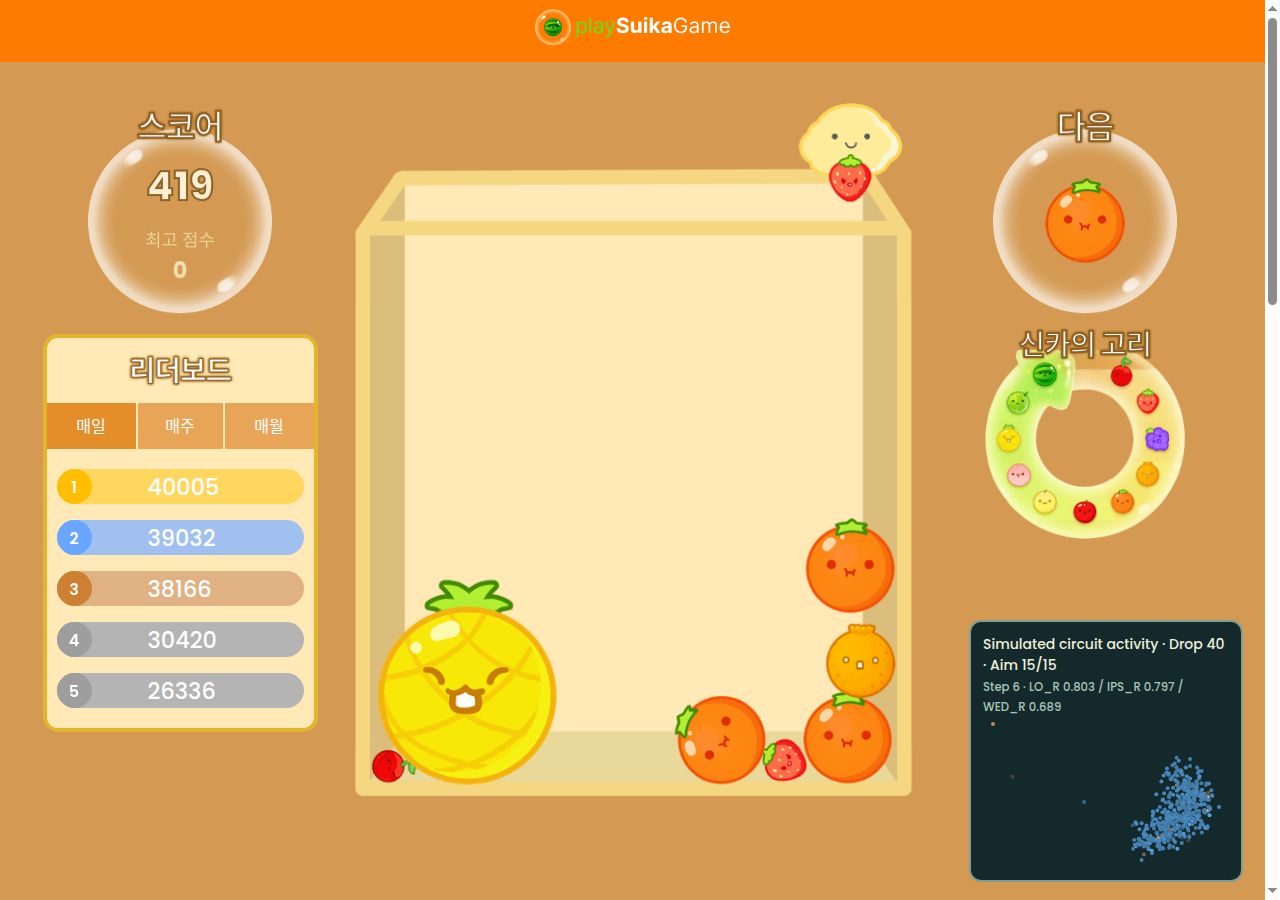 playSuikaGame
스코어
419
최고 점수
0
다음
신카의 고리
리더보드
매일 매주 매월
1 40005
2 39032
3 38166
4 30420
5 26336
Simulated circuit activity · Drop 40
· Aim 15/15
Step 6 · LO_R 0.803 / IPS_R 0.797 /
WED_R 0.689